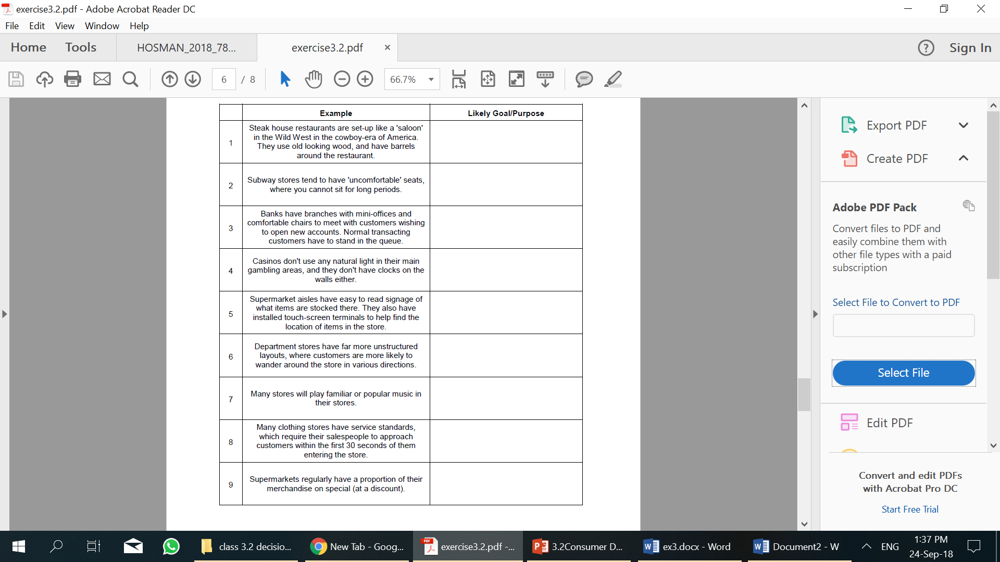 exercise3.2.pdf - Adobe Acrobat Reader DC
File Edit View Window Help
Home Tools HOSMAN_2018_78... exercise3.2.pdf × ? Sign In
6 / 8 66.7%
Example Likely Goal/Purpose
1
Steak house restaurants are set-up like a 'saloon'
in the Wild West in the cowboy-era of America.
They use old looking wood, and have barrels
around the restaurant.
2
Subway stores tend to have 'uncomfortable' seats,
where you cannot sit for long periods.
3
Banks have branches with mini-offices and
comfortable chairs to meet with customers wishing
to open new accounts. Normal transacting
customers have to stand in the queue.
4
Casinos don't use any natural light in their main
gambling areas, and they don't have clocks on the
walls either.
5
Supermarket aisles have easy to read signage of
what items are stocked there. They also have
installed touch-screen terminals to help find the
location of items in the store.
6
Department stores have far more unstructured
layouts, where customers are more likely to
wander around the store in various directions.
7
Many stores will play familiar or popular music in
their stores.
8
Many clothing stores have service standards,
which require their salespeople to approach
customers within the first 30 seconds of them
entering the store.
9
Supermarkets regularly have a proportion of their
merchandise on special (at a discount).
Export PDF
Create PDF
Adobe PDF Pack
Convert files to PDF and
easily combine them with
other file types with a paid
subscription
Select File to Convert to PDF
Select File
Edit PDF
Convert and edit PDFs
with Acrobat Pro DC
Start Free Trial
class 3.2 decisio... New Tab - Goog... PDF exercise3.2.pdf -... 3.2Consumer D... ex3.docx - Word Document2 - W ENG
1:37 PM
24-Sep-18